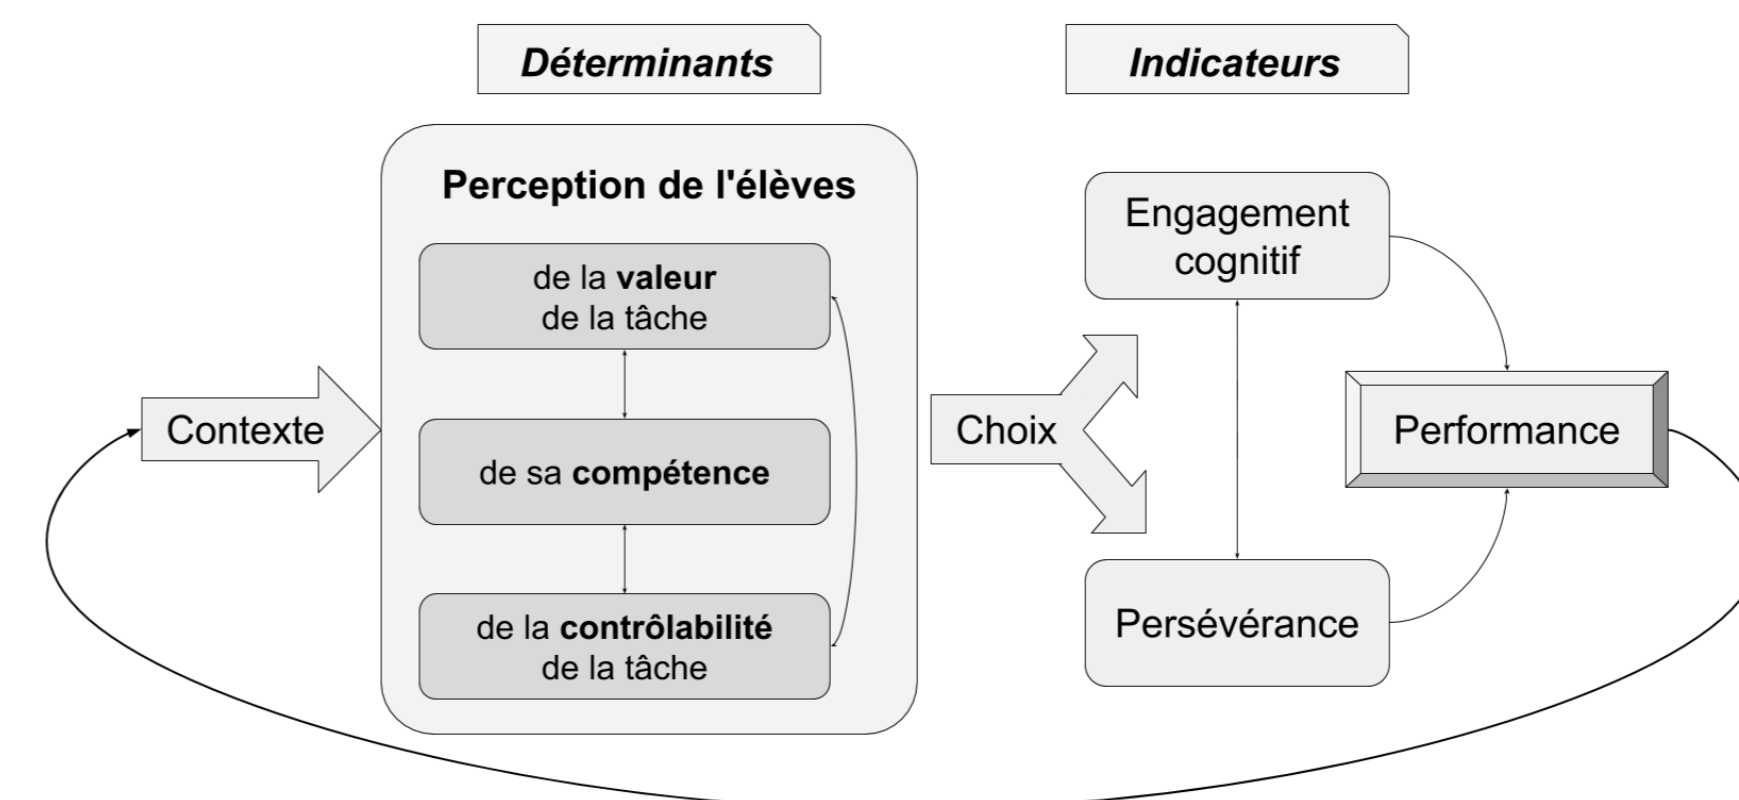 Déterminants
Indicateurs
Perception de l'élèves
de la valeur
de la tâche
de sa compétence
de la contrôlabilité
de la tâche
Contexte
Choix
Engagement
cognitif
Persévérance
Performance